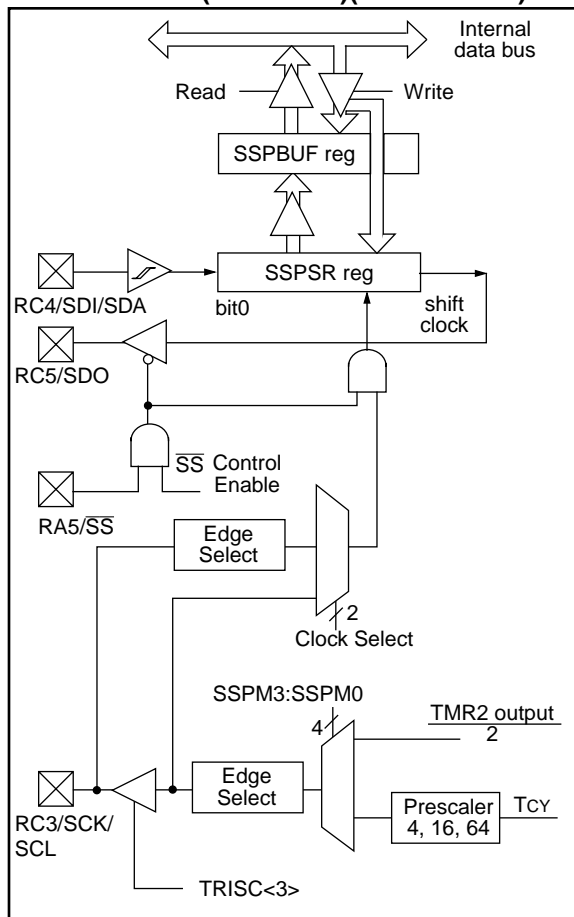 Internal
data bus
Read
Write
SSPBUF reg
SSPSR reg
RC4/SDI/SDA
bit0
shift
clock
RC5/SDO
S̅S̅ Control
Enable
RA5/S̅S̅
Edge
Select
2
Clock Select
SSPM3:SSPM0
4
TMR2 output
2
Edge
Select
Prescaler
4, 16, 64
TCY
RC3/SCK/
SCL
TRISC<3>